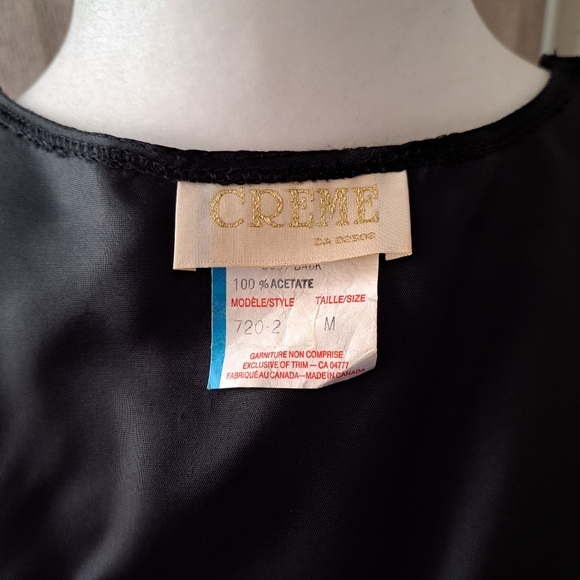 CREME
BACK
100 % ACETATE
MODÈLE/STYLE TAILLE/SIZE
720-2 M
GARNITURE NON COMPRISE
EXCLUSIVE OF TRIM — CA 04777
FABRIQUÉ AU CANADA—MADE IN CANADA